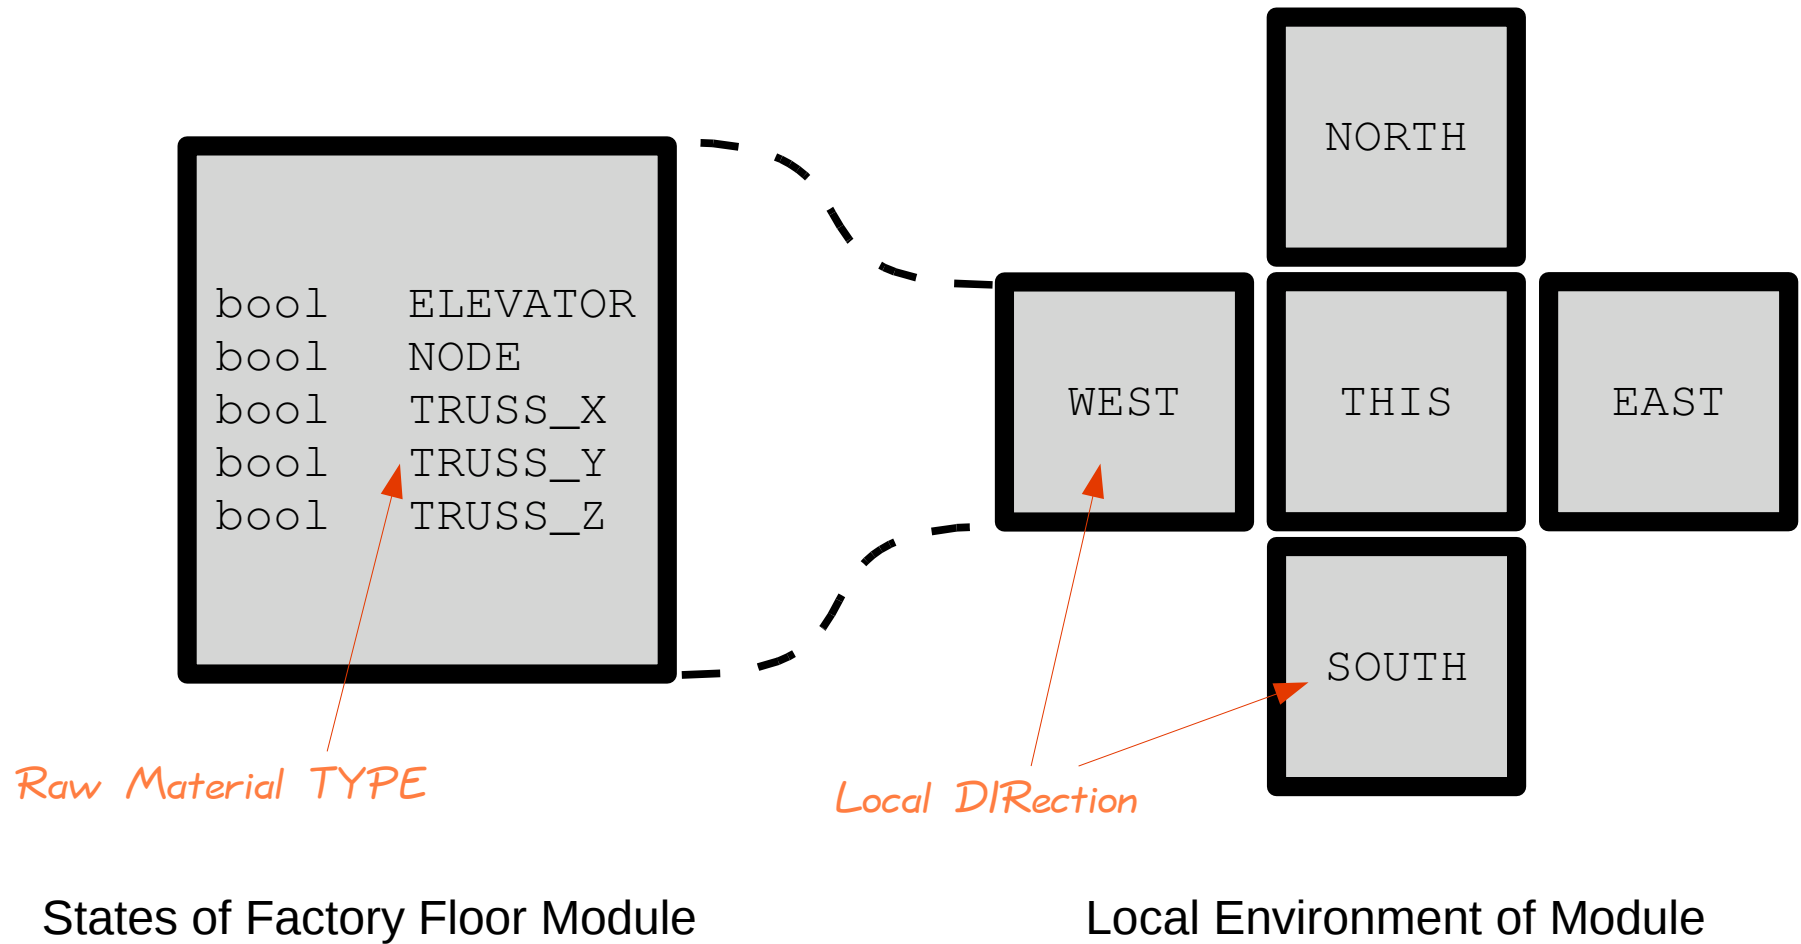 bool ELEVATOR
bool NODE
bool TRUSS_X
bool TRUSS_Y
bool TRUSS_Z
Raw Material TYPE
States of Factory Floor Module
NORTH
WEST
THIS
EAST
SOUTH
Local DIRection
Local Environment of Module